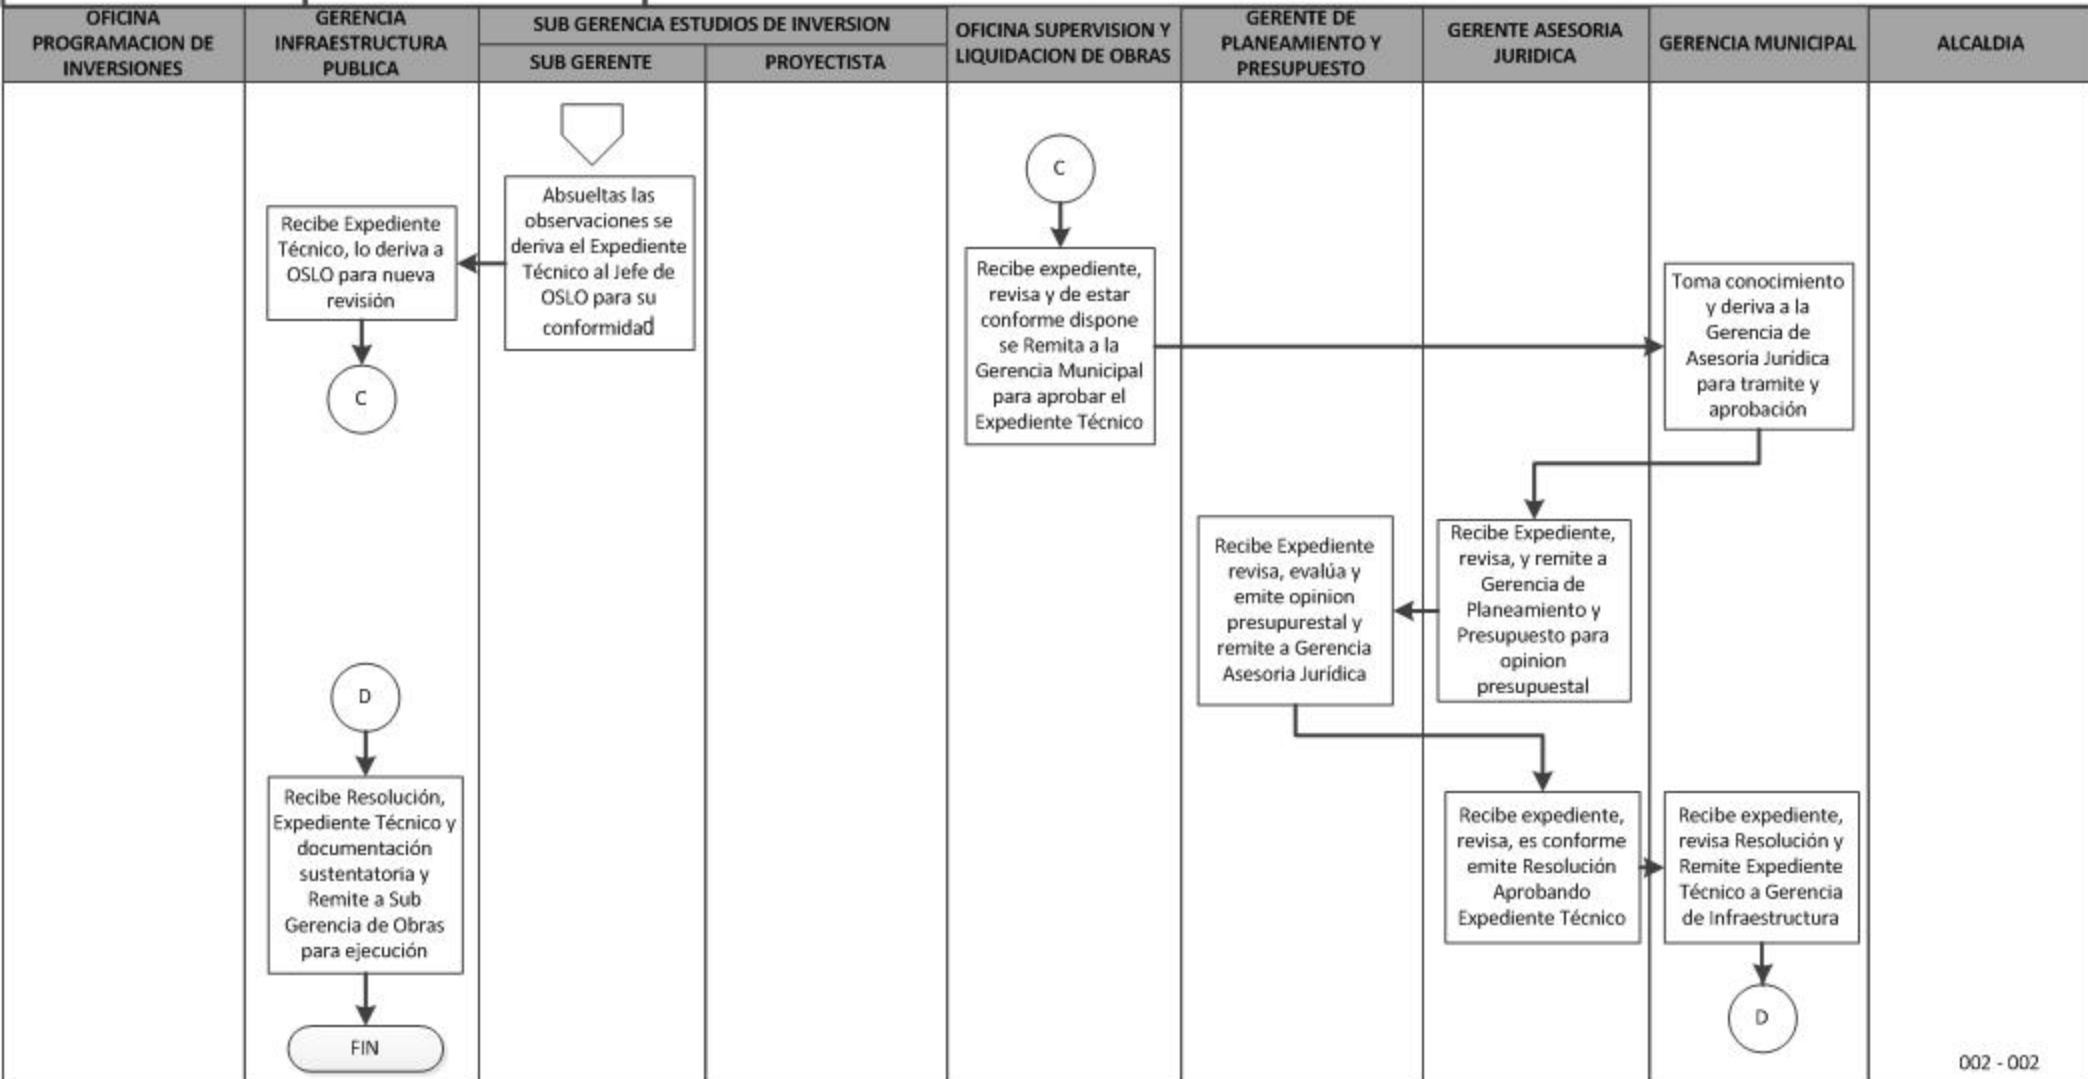 OFICINA
PROGRAMACION DE
INVERSIONES
GERENCIA
INFRAESTRUCTURA
PUBLICA
SUB GERENCIA ESTUDIOS DE INVERSION
SUB GERENTE
PROYECTISTA
OFICINA SUPERVISION Y
LIQUIDACION DE OBRAS
GERENTE DE
PLANEAMIENTO Y
PRESUPUESTO
GERENTE ASESORIA
JURIDICA
GERENCIA MUNICIPAL
ALCALDIA
Absueltas las
observaciones se
deriva el Expediente
Técnico al Jefe de
OSLO para su
conformidad
Recibe Expediente
Técnico, lo deriva a
OSLO para nueva
revisión
C
C
Recibe expediente,
revisa y de estar
conforme dispone
se Remita a la
Gerencia Municipal
para aprobar el
Expediente Técnico
Toma conocimiento
y deriva a la
Gerencia de
Asesoría Jurídica
para tramite y
aprobación
Recibe Expediente,
revisa, y remite a
Gerencia de
Planeamiento y
Presupuesto para
opinion
presupuestal
Recibe Expediente
revisa, evalúa y
emite opinion
presupurestal y
remite a Gerencia
Asesoria Jurídica
Recibe expediente,
revisa, es conforme
emite Resolución
Aprobando
Expediente Técnico
Recibe expediente,
revisa Resolución y
Remite Expediente
Técnico a Gerencia
de Infraestructura
D
D
Recibe Resolución,
Expediente Técnico y
documentación
sustentatoria y
Remite a Sub
Gerencia de Obras
para ejecución
FIN
002 - 002